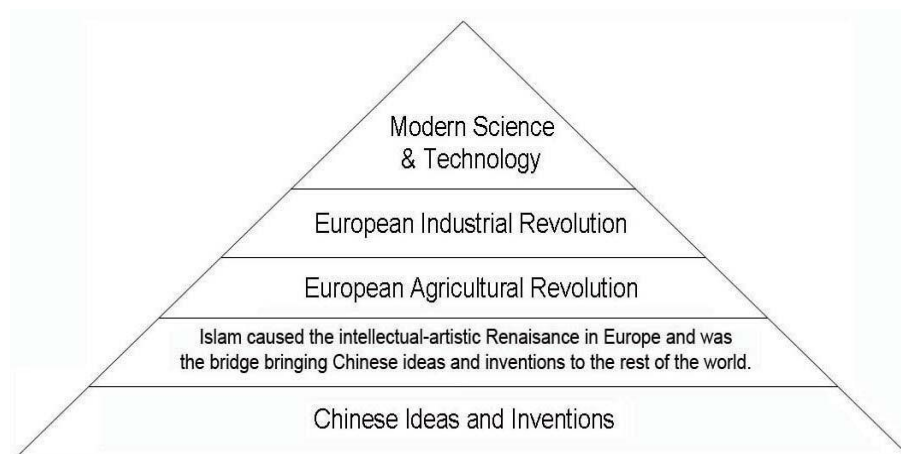 Modern Science
& Technology
European Industrial Revolution
European Agricultural Revolution
Islam caused the intellectual-artistic Renaisance in Europe and was
the bridge bringing Chinese ideas and inventions to the rest of the world.
Chinese Ideas and Inventions